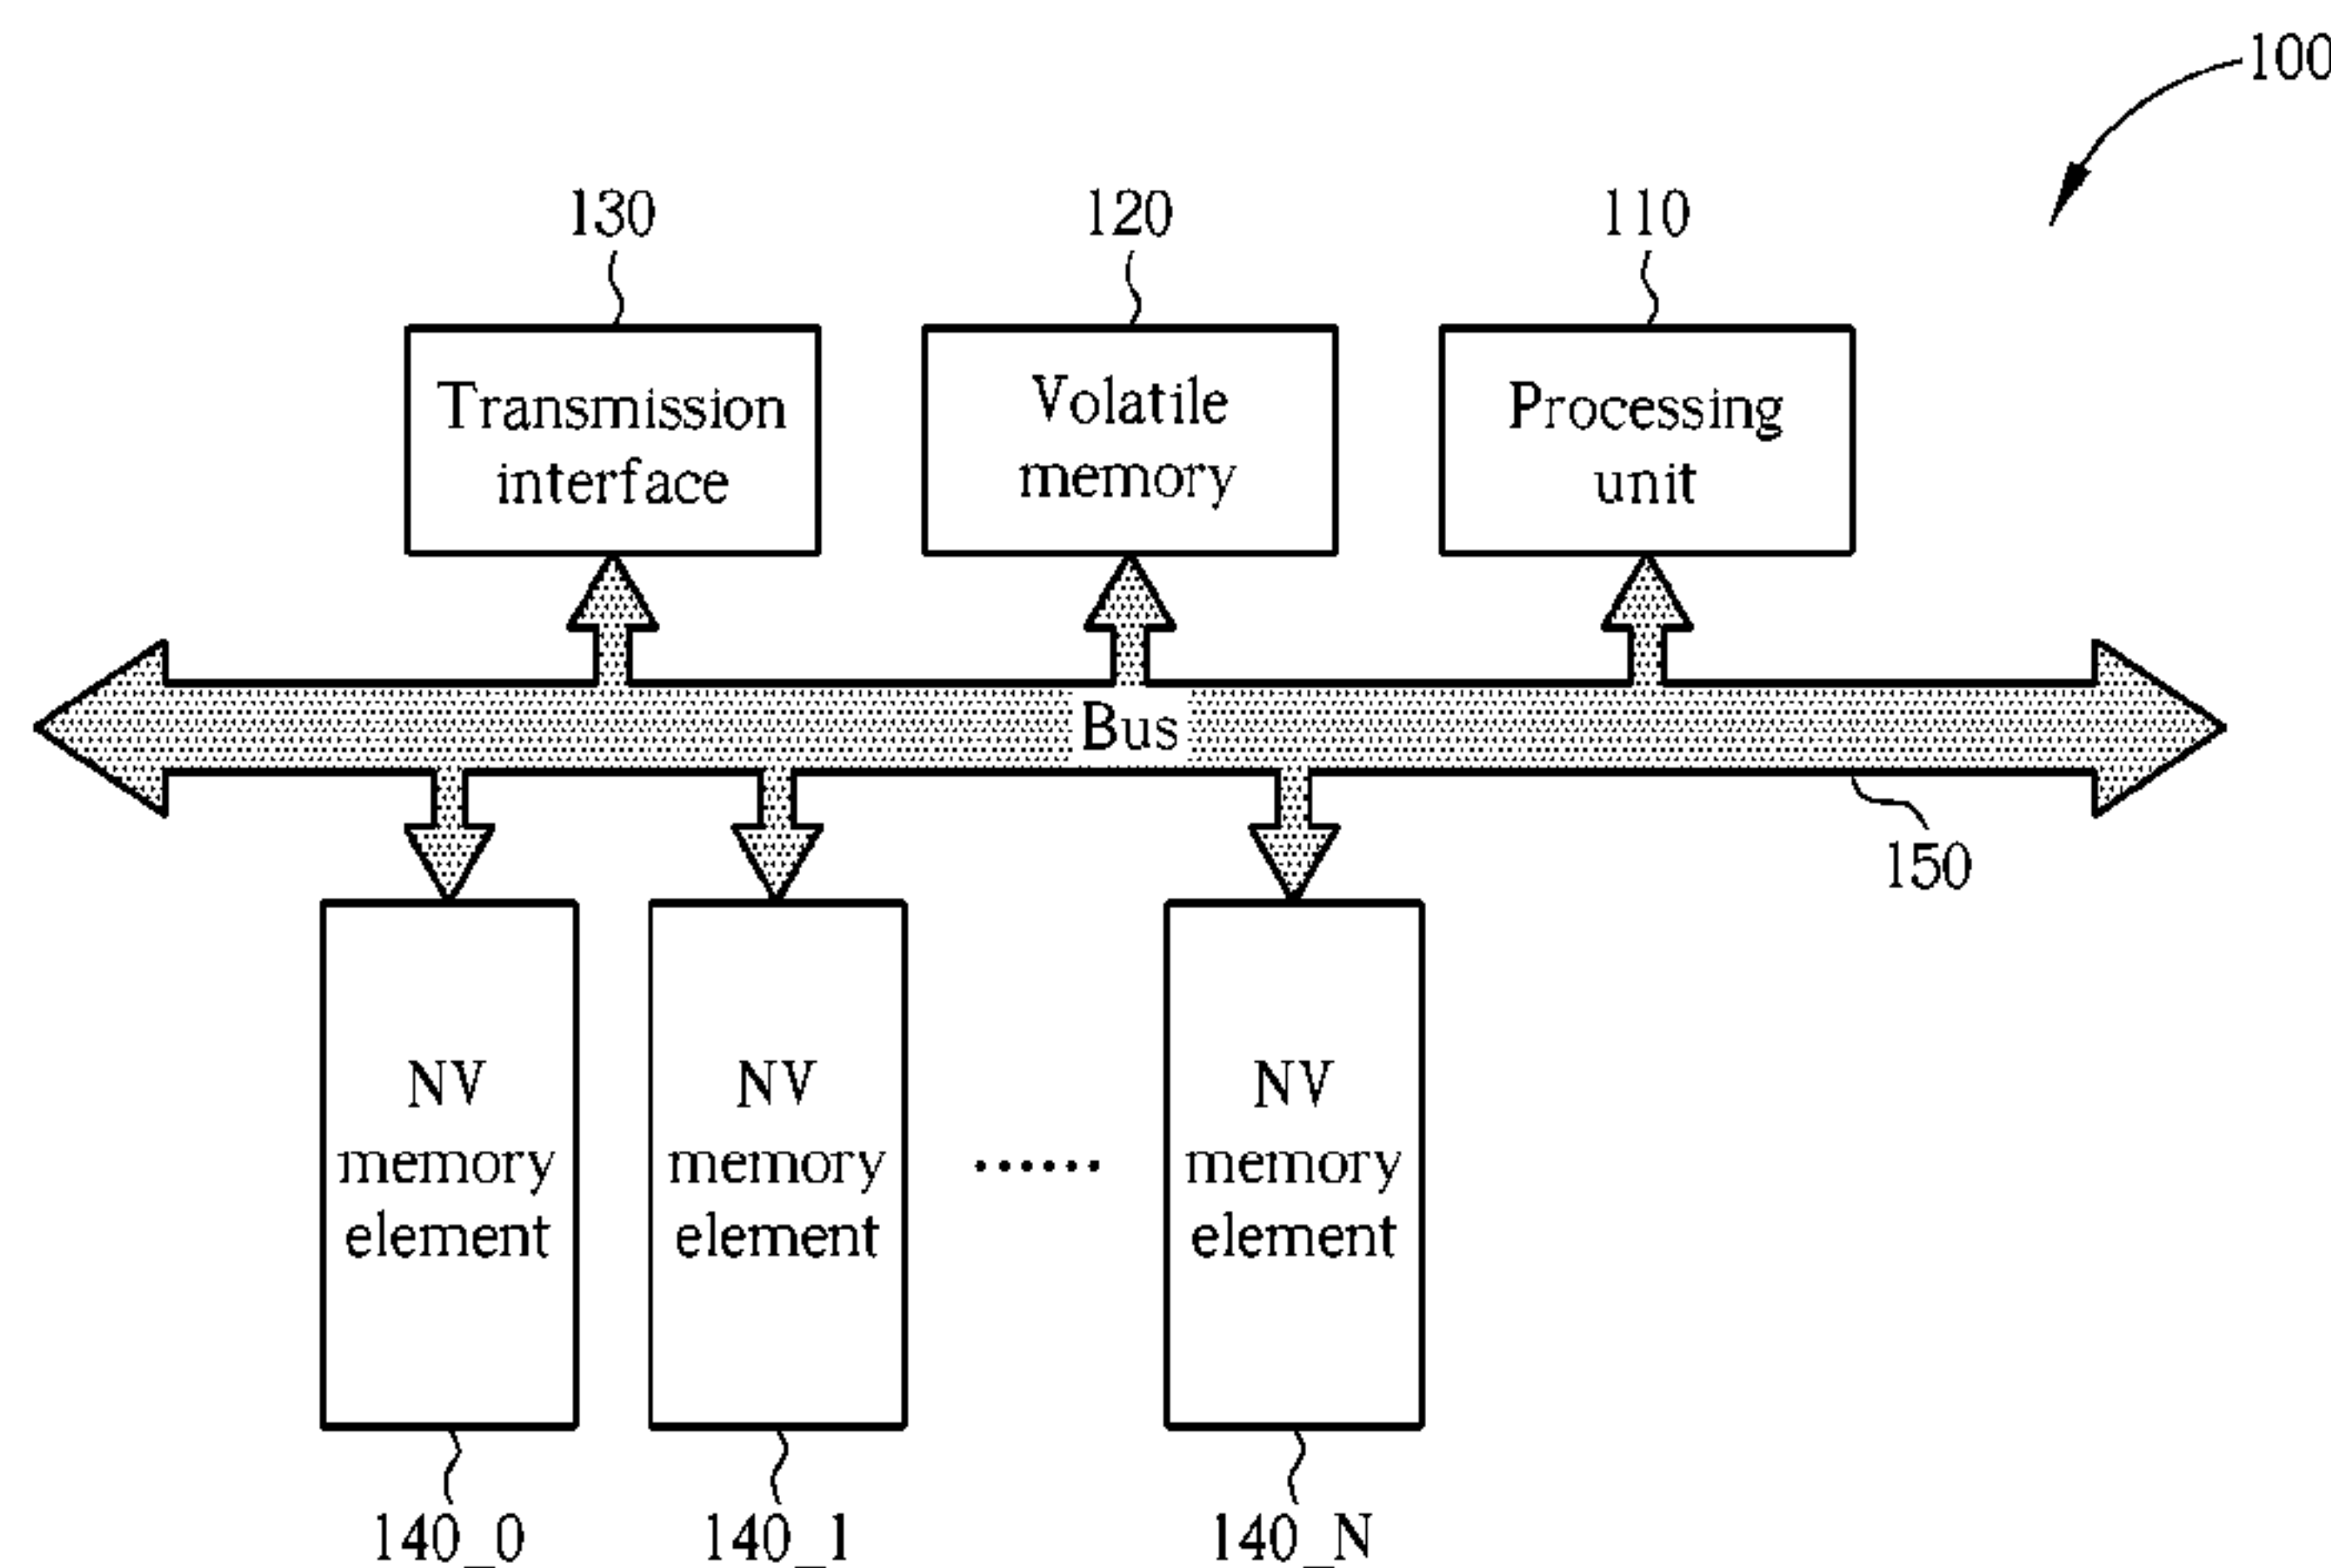 100
130
120
110
Transmission
interface
Volatile
memory
Processing
unit
Bus
150
NV
memory
element
NV
memory
element
......
NV
memory
element
140_0
140_1
140_N